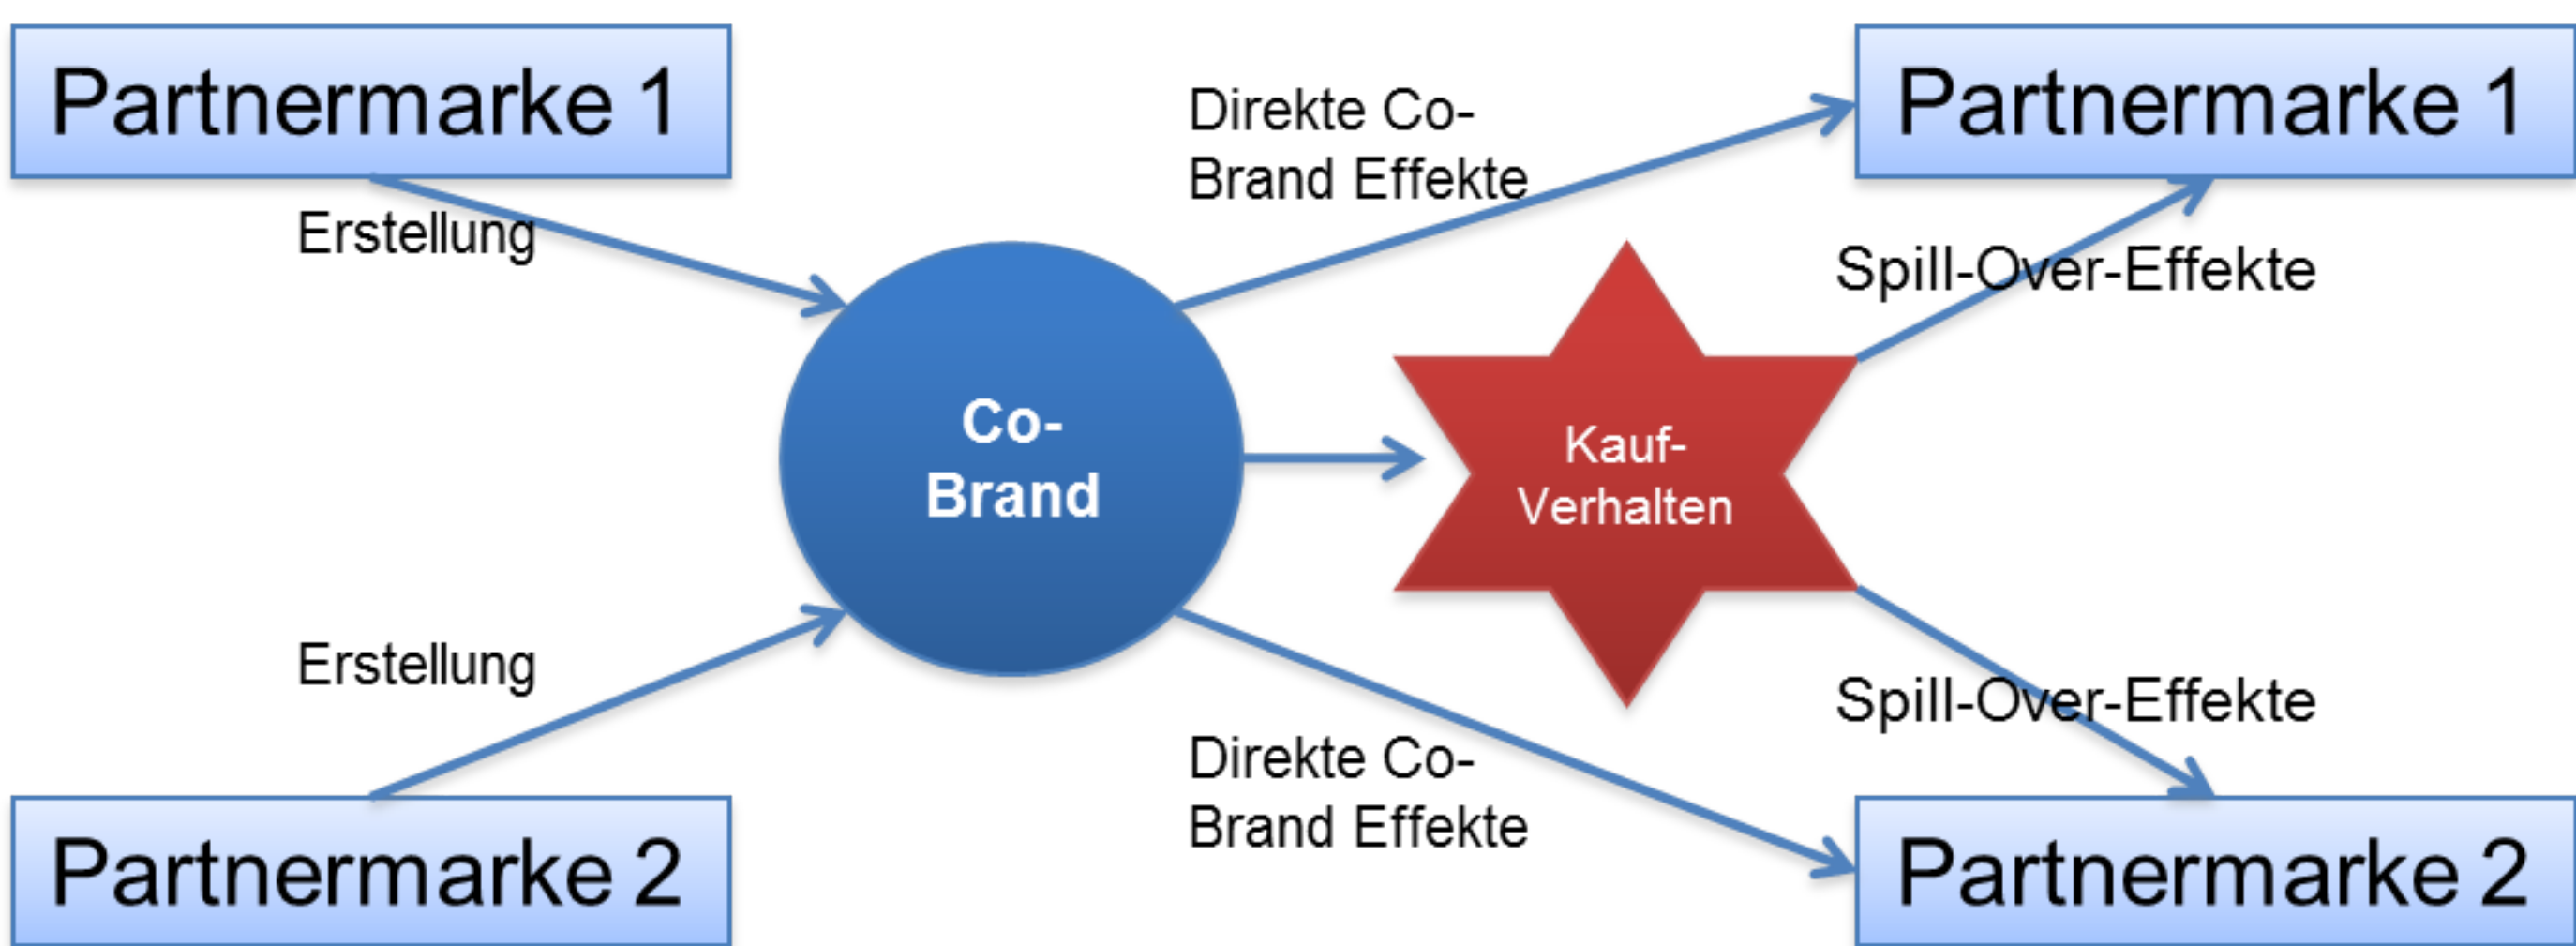 Partnermarke 1
Erstellung
Partnermarke 2
Erstellung
Co-
Brand
Direkte Co-
Brand Effekte
Direkte Co-
Brand Effekte
Kauf-
Verhalten
Partnermarke 1
Spill-Over-Effekte
Spill-Over-Effekte
Partnermarke 2